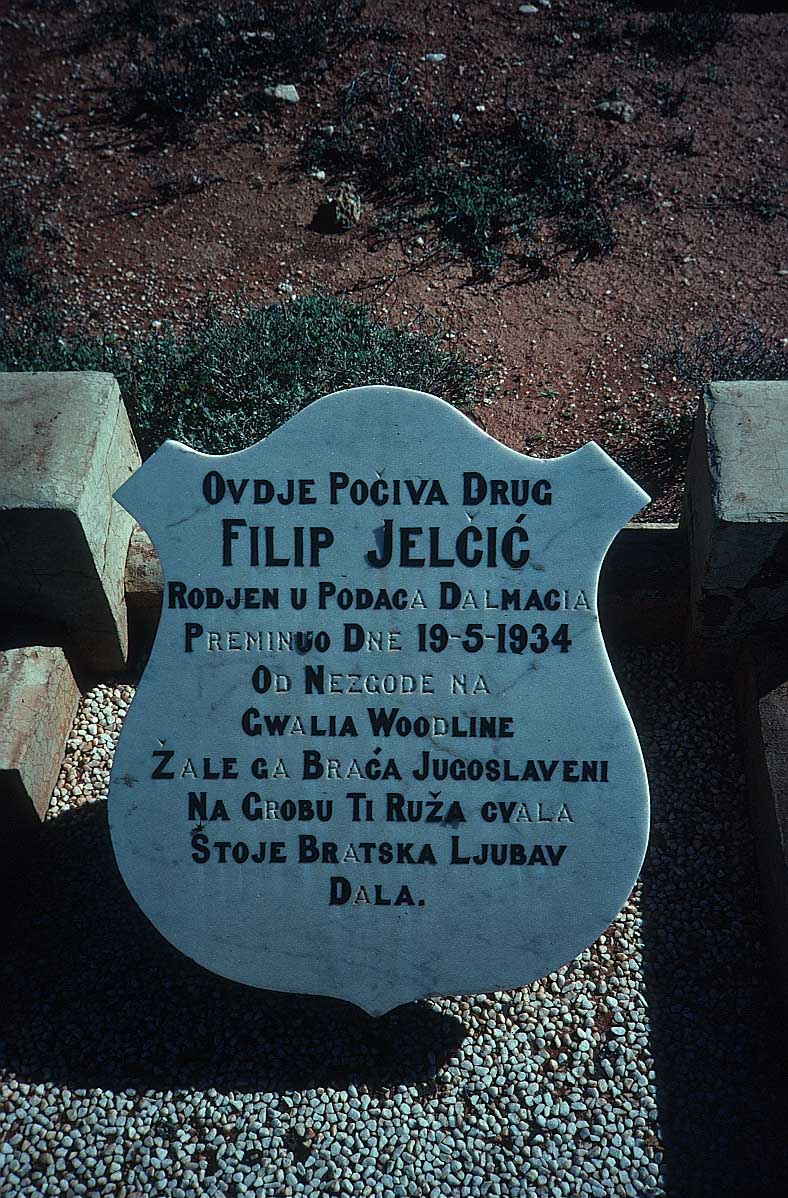 OVDJE POČIVA DRUG
FILIP JELČIĆ
RODJEN U PODACA DALMACIA
PREMINUO DNE 19-5-1934
OD NEZGODE NA
GWALIA WOODLINE
ŽALE GA BRAĆA JUGOSLAVENI
NA GROBU TI RUŽA CVALA
ŠTOJE BRATSKA LJUBAV
DALA.